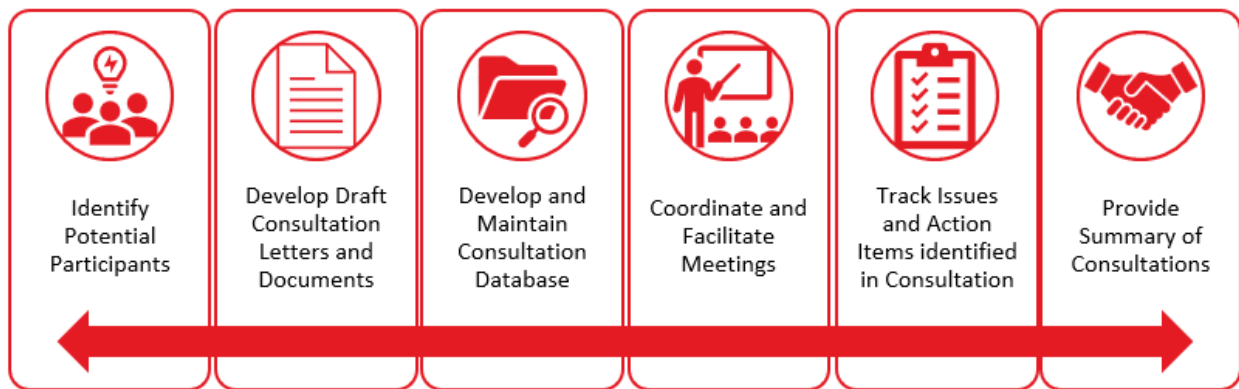 Identify
Potential
Participants
Develop Draft
Consultation
Letters and
Documents
Develop and
Maintain
Consultation
Database
Coordinate and
Facilitate
Meetings
Track Issues
and Action
Items identified
in Consultation
Provide
Summary of
Consultations